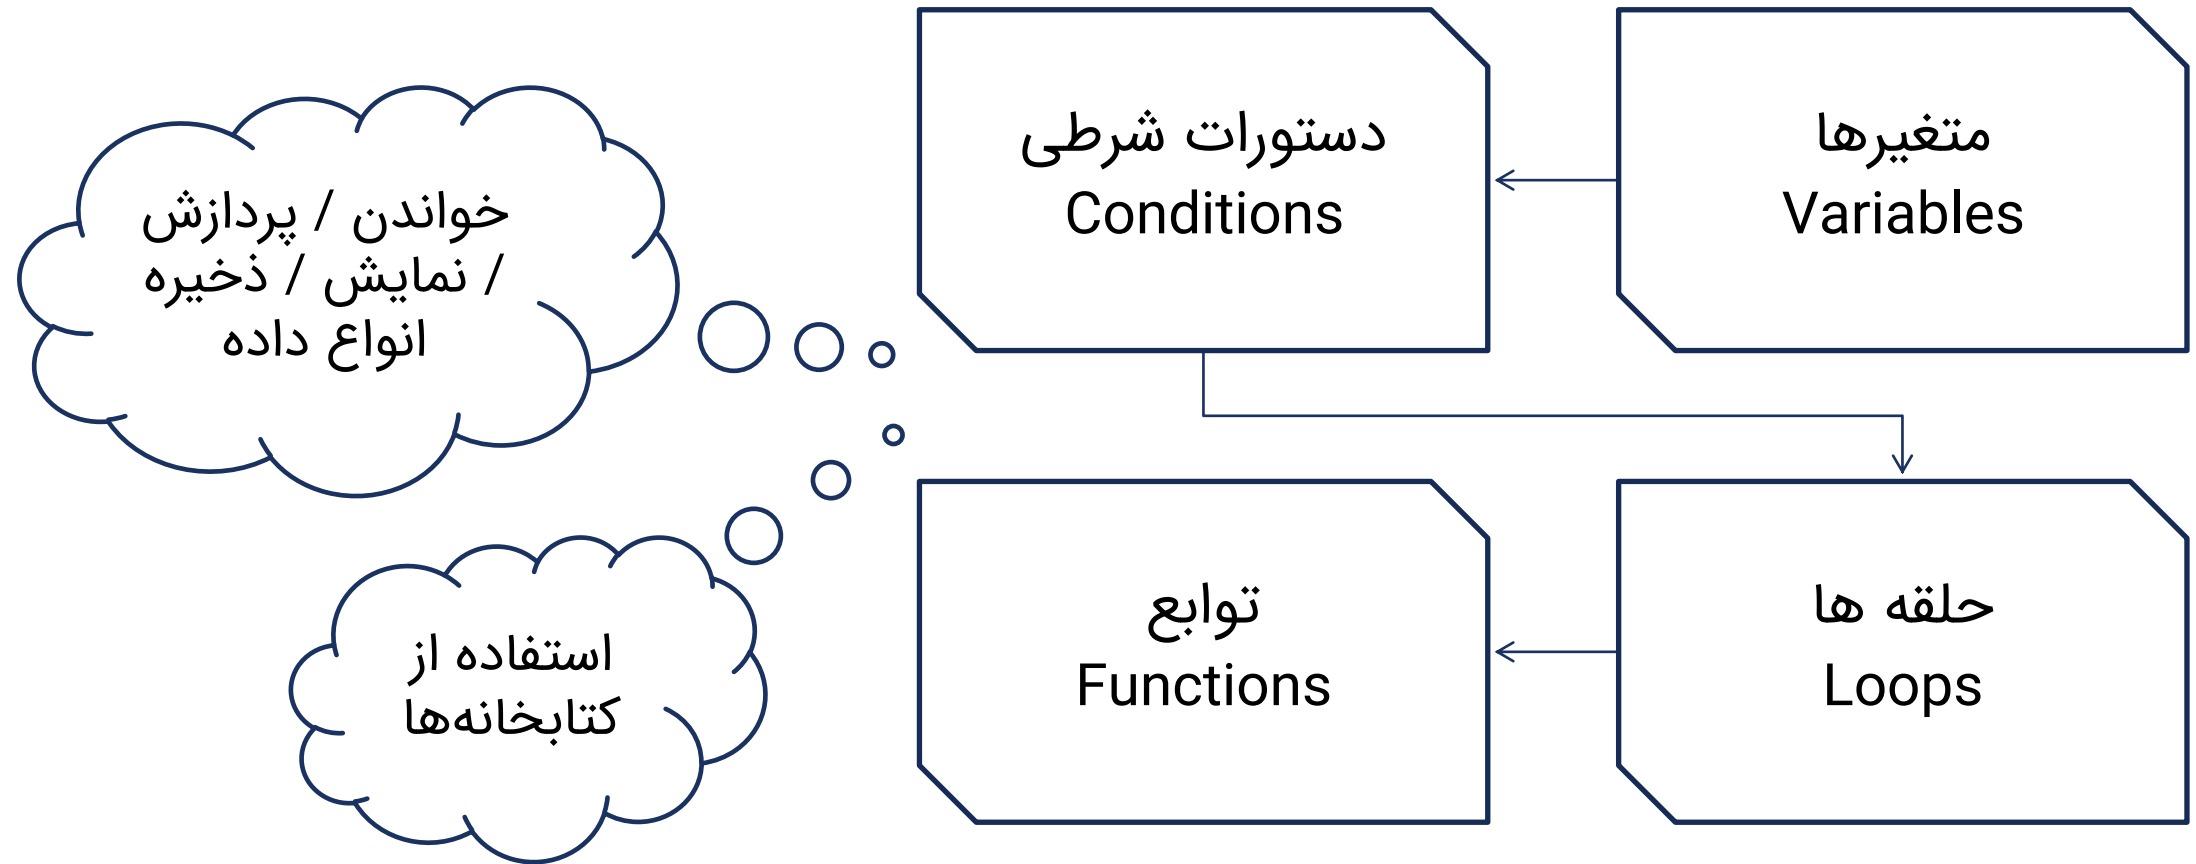 متغیرها
Variables
دستورات شرطی
Conditions
حلقه ها
Loops
توابع
Functions
خواندن / پردازش
/ نمایش / ذخیره
انواع داده
استفاده از
کتابخانه‌ها